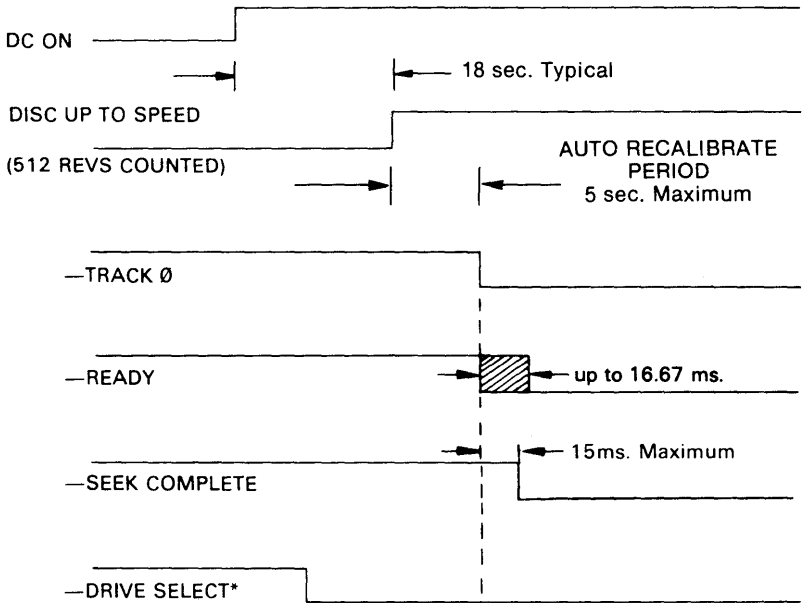 DC ON
18 sec. Typical
DISC UP TO SPEED
(512 REVS COUNTED)
AUTO RECALIBRATE
PERIOD
5 sec. Maximum
—TRACK Ø
—READY
up to 16.67 ms.
15ms. Maximum
—SEEK COMPLETE
—DRIVE SELECT*